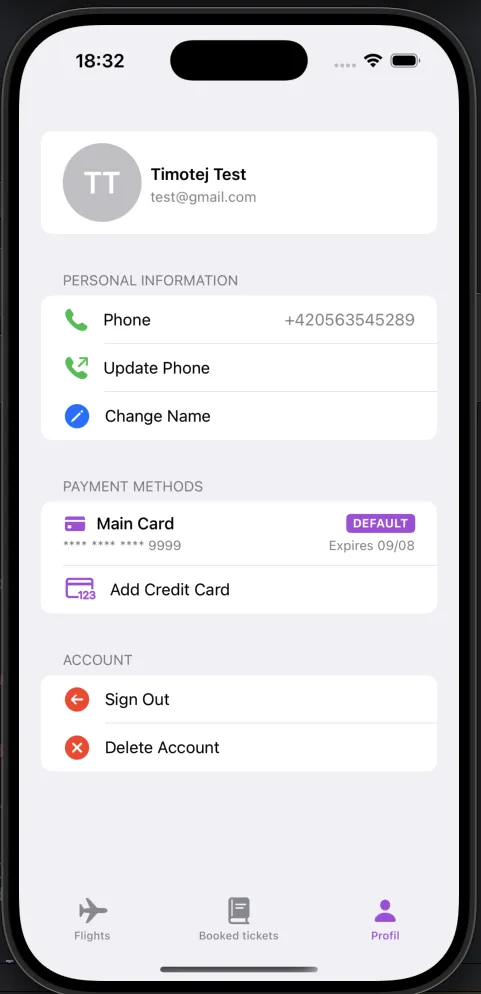 18:32
TT
Timotej Test
test@gmail.com
PERSONAL INFORMATION
Phone +420563545289
Update Phone
Change Name
PAYMENT METHODS
Main Card DEFAULT
**** **** **** 9999 Expires 09/08
123 Add Credit Card
ACCOUNT
Sign Out
Delete Account
Flights Booked tickets Profil